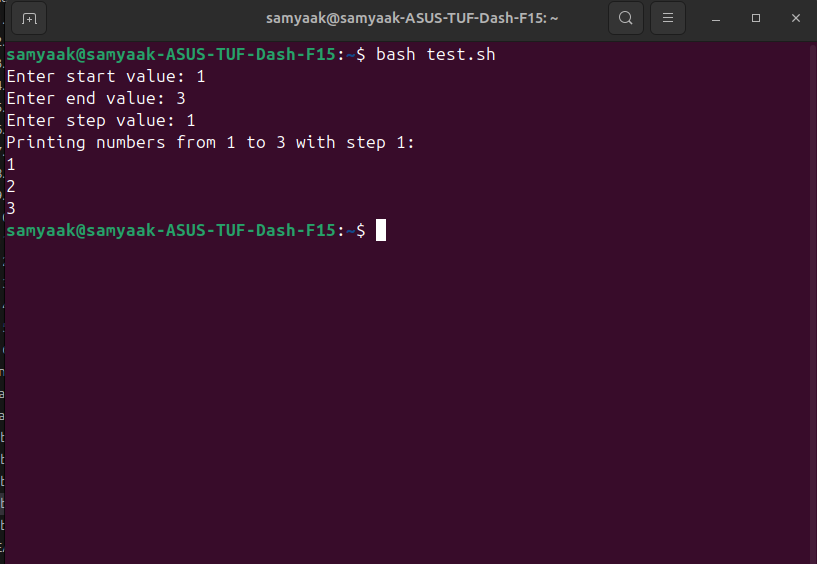 samyaak@samyaak-ASUS-TUF-Dash-F15: ~
samyaak@samyaak-ASUS-TUF-Dash-F15:~$ bash test.sh
Enter start value: 1
Enter end value: 3
Enter step value: 1
Printing numbers from 1 to 3 with step 1:
1
2
3
samyaak@samyaak-ASUS-TUF-Dash-F15:~$